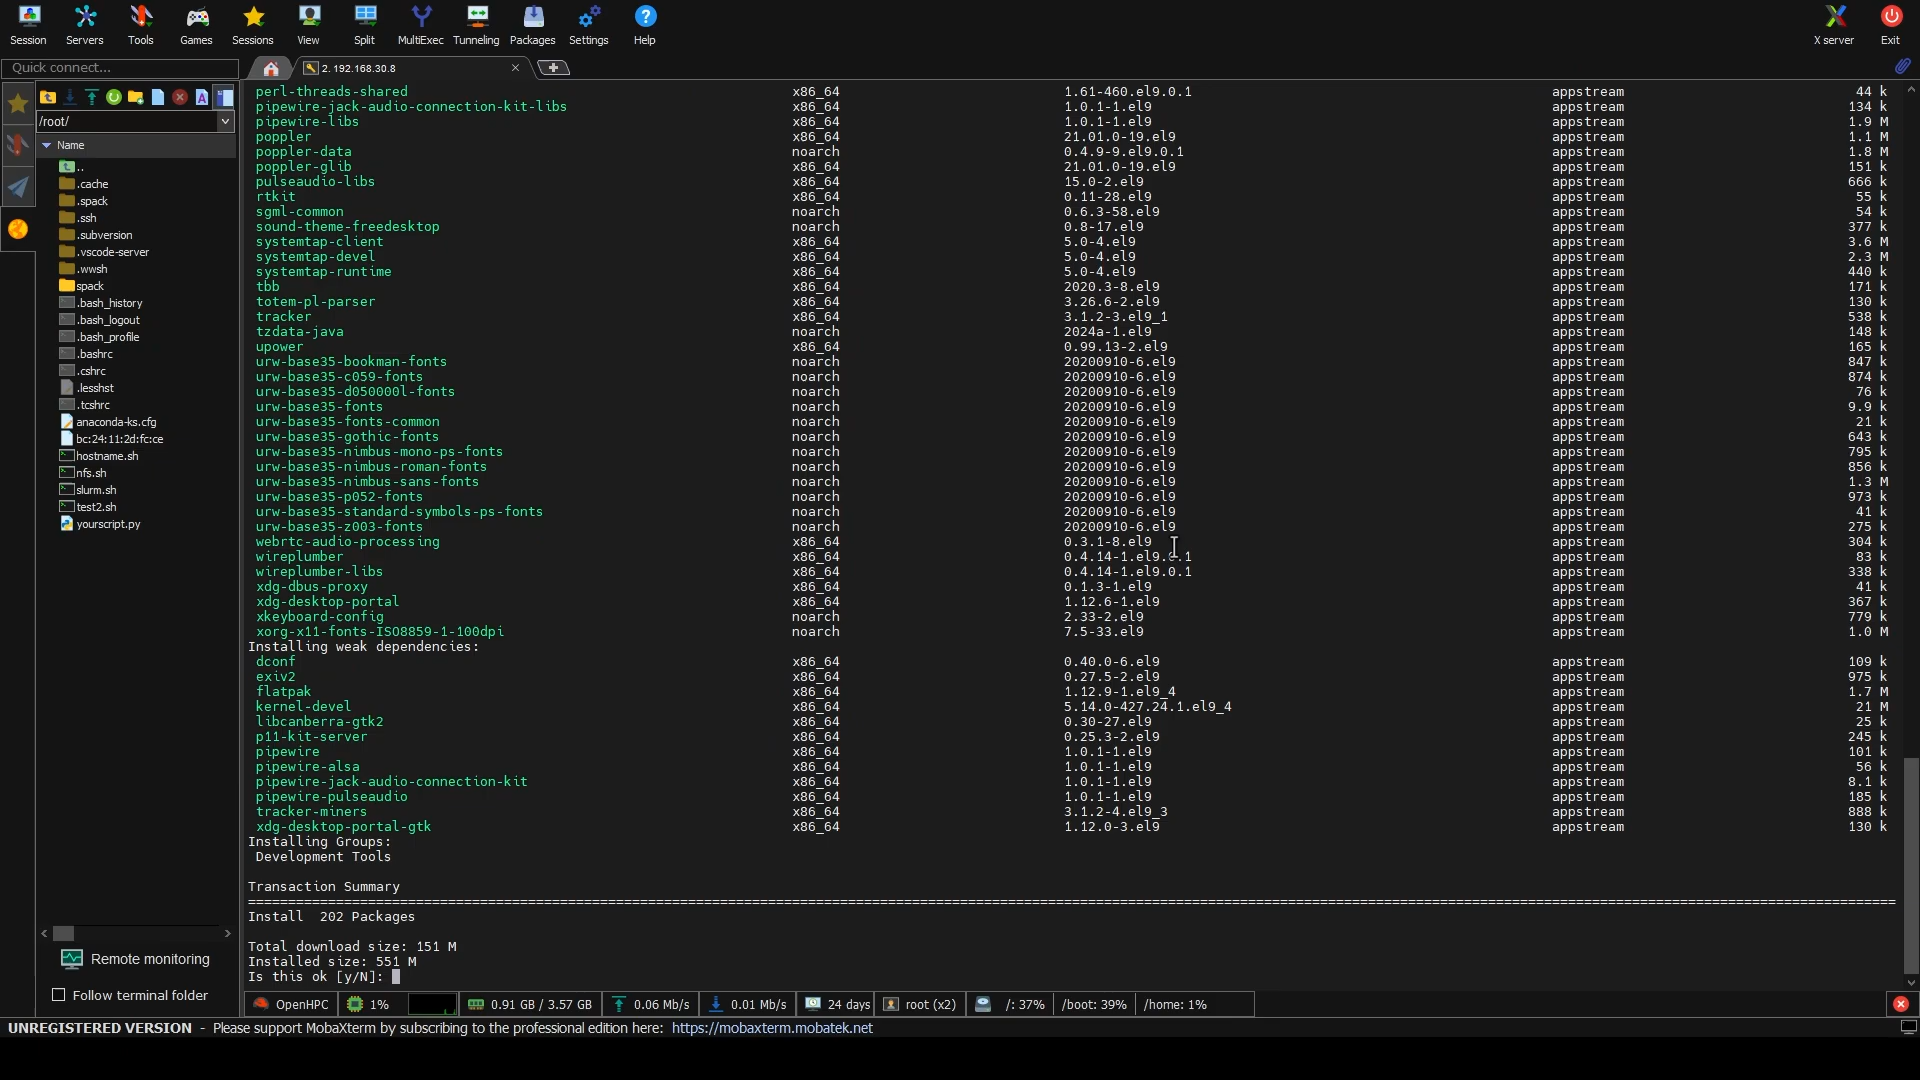 Session Servers Tools Games Sessions View Split MultiExec Tunneling Packages Settings Help X server Exit
Quick connect...
2. 192.168.30.8
/root/
Name
..
.cache
.spack
.ssh
.subversion
.vscode-server
.wwsh
spack
.bash_history
.bash_logout
.bash_profile
.bashrc
.cshrc
.lesshst
.tcshrc
anaconda-ks.cfg
bc:24:11:2d:fc:ce
hostname.sh
nfs.sh
slurm.sh
test2.sh
yourscript.py
Remote monitoring
Follow terminal folder
perl-threads-shared x86_64 1.61-460.el9.0.1 appstream 44 k
pipewire-jack-audio-connection-kit-libs x86_64 1.0.1-1.el9 appstream 134 k
pipewire-libs x86_64 1.0.1-1.el9 appstream 1.9 M
poppler x86_64 21.01.0-19.el9 appstream 1.1 M
poppler-data noarch 0.4.9-9.el9.0.1 appstream 1.8 M
poppler-glib x86_64 21.01.0-19.el9 appstream 151 k
pulseaudio-libs x86_64 15.0-2.el9 appstream 666 k
rtkit x86_64 0.11-28.el9 appstream 55 k
sgml-common noarch 0.6.3-58.el9 appstream 54 k
sound-theme-freedesktop noarch 0.8-17.el9 appstream 377 k
systemtap-client x86_64 5.0-4.el9 appstream 3.6 M
systemtap-devel x86_64 5.0-4.el9 appstream 2.3 M
systemtap-runtime x86_64 5.0-4.el9 appstream 440 k
tbb x86_64 2020.3-8.el9 appstream 171 k
totem-pl-parser x86_64 3.26.6-2.el9 appstream 130 k
tracker x86_64 3.1.2-3.el9_1 appstream 538 k
tzdata-java noarch 2024a-1.el9 appstream 148 k
upower x86_64 0.99.13-2.el9 appstream 165 k
urw-base35-bookman-fonts noarch 20200910-6.el9 appstream 847 k
urw-base35-c059-fonts noarch 20200910-6.el9 appstream 874 k
urw-base35-d050000l-fonts noarch 20200910-6.el9 appstream 76 k
urw-base35-fonts noarch 20200910-6.el9 appstream 9.9 k
urw-base35-fonts-common noarch 20200910-6.el9 appstream 21 k
urw-base35-gothic-fonts noarch 20200910-6.el9 appstream 643 k
urw-base35-nimbus-mono-ps-fonts noarch 20200910-6.el9 appstream 795 k
urw-base35-nimbus-roman-fonts noarch 20200910-6.el9 appstream 856 k
urw-base35-nimbus-sans-fonts noarch 20200910-6.el9 appstream 1.3 M
urw-base35-p052-fonts noarch 20200910-6.el9 appstream 973 k
urw-base35-standard-symbols-ps-fonts noarch 20200910-6.el9 appstream 41 k
urw-base35-z003-fonts noarch 20200910-6.el9 appstream 275 k
webrtc-audio-processing x86_64 0.3.1-8.el9 appstream 304 k
wireplumber x86_64 0.4.14-1.el9.0.1 appstream 83 k
wireplumber-libs x86_64 0.4.14-1.el9.0.1 appstream 338 k
xdg-dbus-proxy x86_64 0.1.3-1.el9 appstream 41 k
xdg-desktop-portal x86_64 1.12.6-1.el9 appstream 367 k
xkeyboard-config noarch 2.33-2.el9 appstream 779 k
xorg-x11-fonts-ISO8859-1-100dpi noarch 7.5-33.el9 appstream 1.0 M
Installing weak dependencies:
dconf x86_64 0.40.0-6.el9 appstream 109 k
exiv2 x86_64 0.27.5-2.el9 appstream 975 k
flatpak x86_64 1.12.9-1.el9_4 appstream 1.7 M
kernel-devel x86_64 5.14.0-427.24.1.el9_4 appstream 21 M
libcanberra-gtk2 x86_64 0.30-27.el9 appstream 25 k
p11-kit-server x86_64 0.25.3-2.el9 appstream 245 k
pipewire x86_64 1.0.1-1.el9 appstream 101 k
pipewire-alsa x86_64 1.0.1-1.el9 appstream 56 k
pipewire-jack-audio-connection-kit x86_64 1.0.1-1.el9 appstream 8.1 k
pipewire-pulseaudio x86_64 1.0.1-1.el9 appstream 185 k
tracker-miners x86_64 3.1.2-4.el9_3 appstream 888 k
xdg-desktop-portal-gtk x86_64 1.12.0-3.el9 appstream 130 k
Installing Groups:
Development Tools
Transaction Summary
Install 202 Packages
Total download size: 151 M
Installed size: 551 M
Is this ok [y/N]:
OpenHPC 1% 0.91 GB / 3.57 GB 0.06 Mb/s 0.01 Mb/s 24 days root (x2) /: 37% /boot: 39% /home: 1%
UNREGISTERED VERSION - Please support MobaXterm by subscribing to the professional edition here: https://mobaxterm.mobatek.net